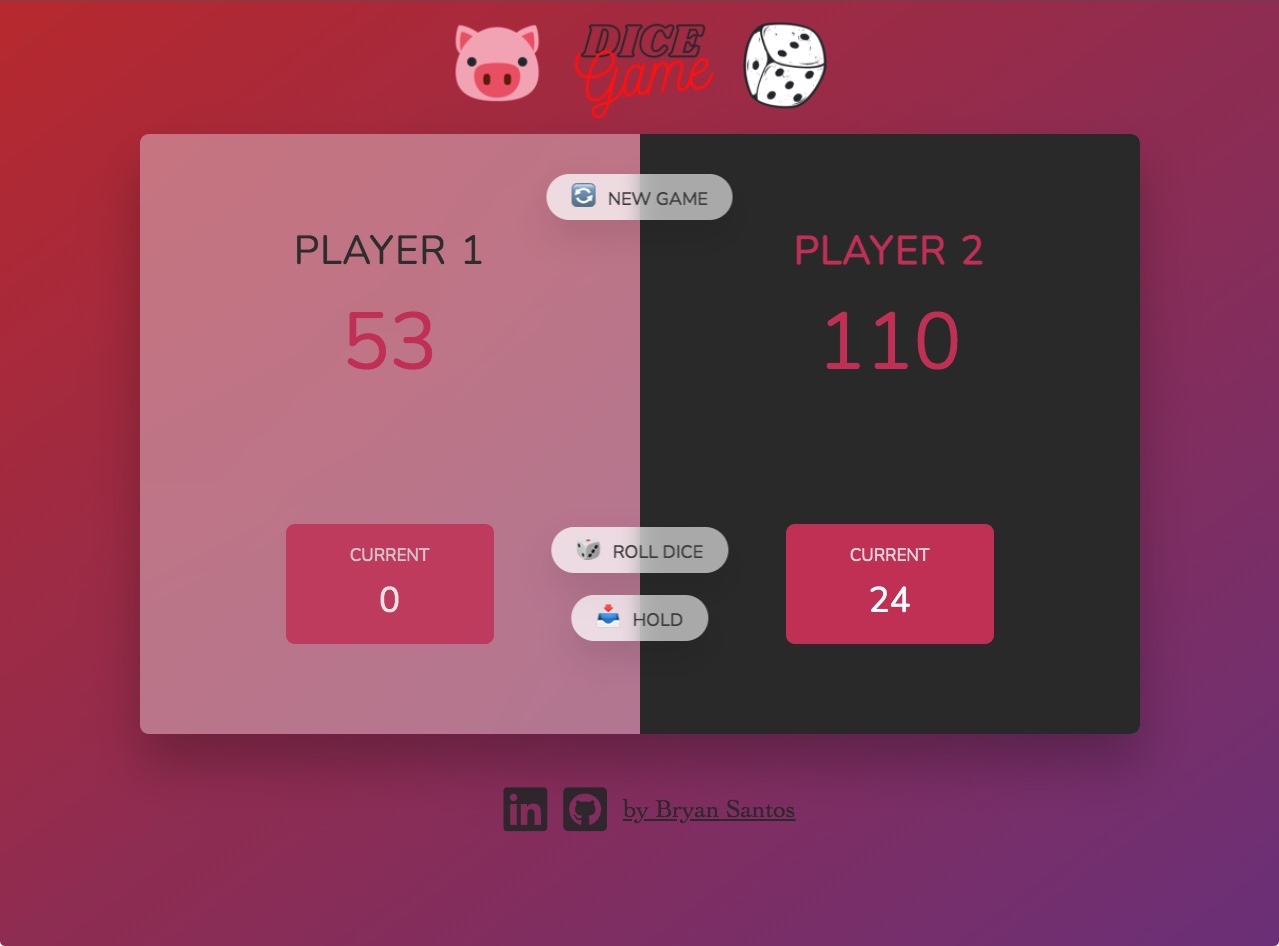 DICE
Game
NEW GAME
PLAYER 1
PLAYER 2
53
110
CURRENT
0
ROLL DICE
HOLD
CURRENT
24
in
by Bryan Santos